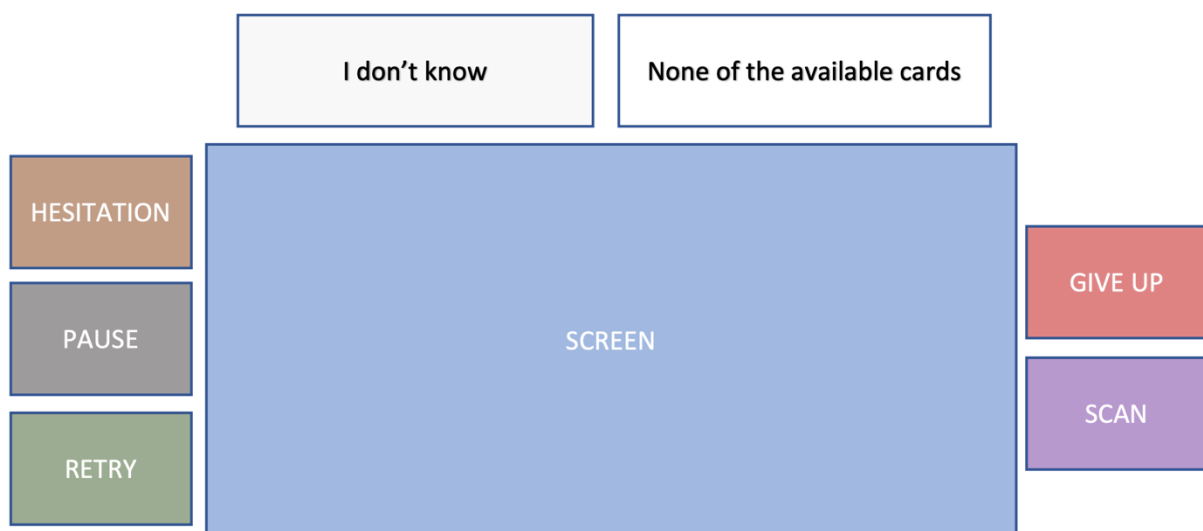 I don’t know
None of the available cards
HESITATION
PAUSE
RETRY
SCREEN
GIVE UP
SCAN